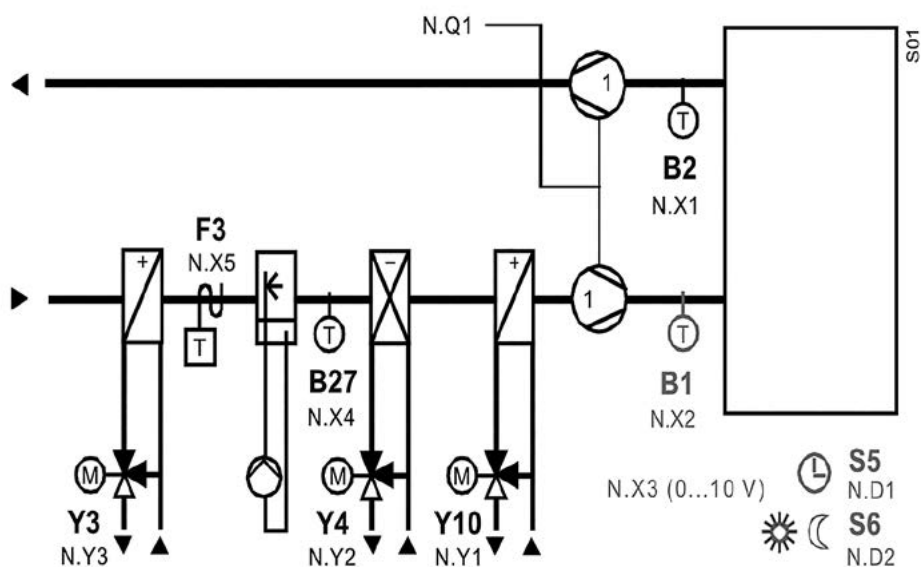 N.Q1
S01
1
T
B2
N.X1
F3
N.X5
+
−
+
1
T
T
T
B27
N.X4
B1
N.X2
M
M
M
N.X3 (0...10 V)
S5
N.D1
Y3
N.Y3
Y4
N.Y2
Y10
N.Y1
S6
N.D2